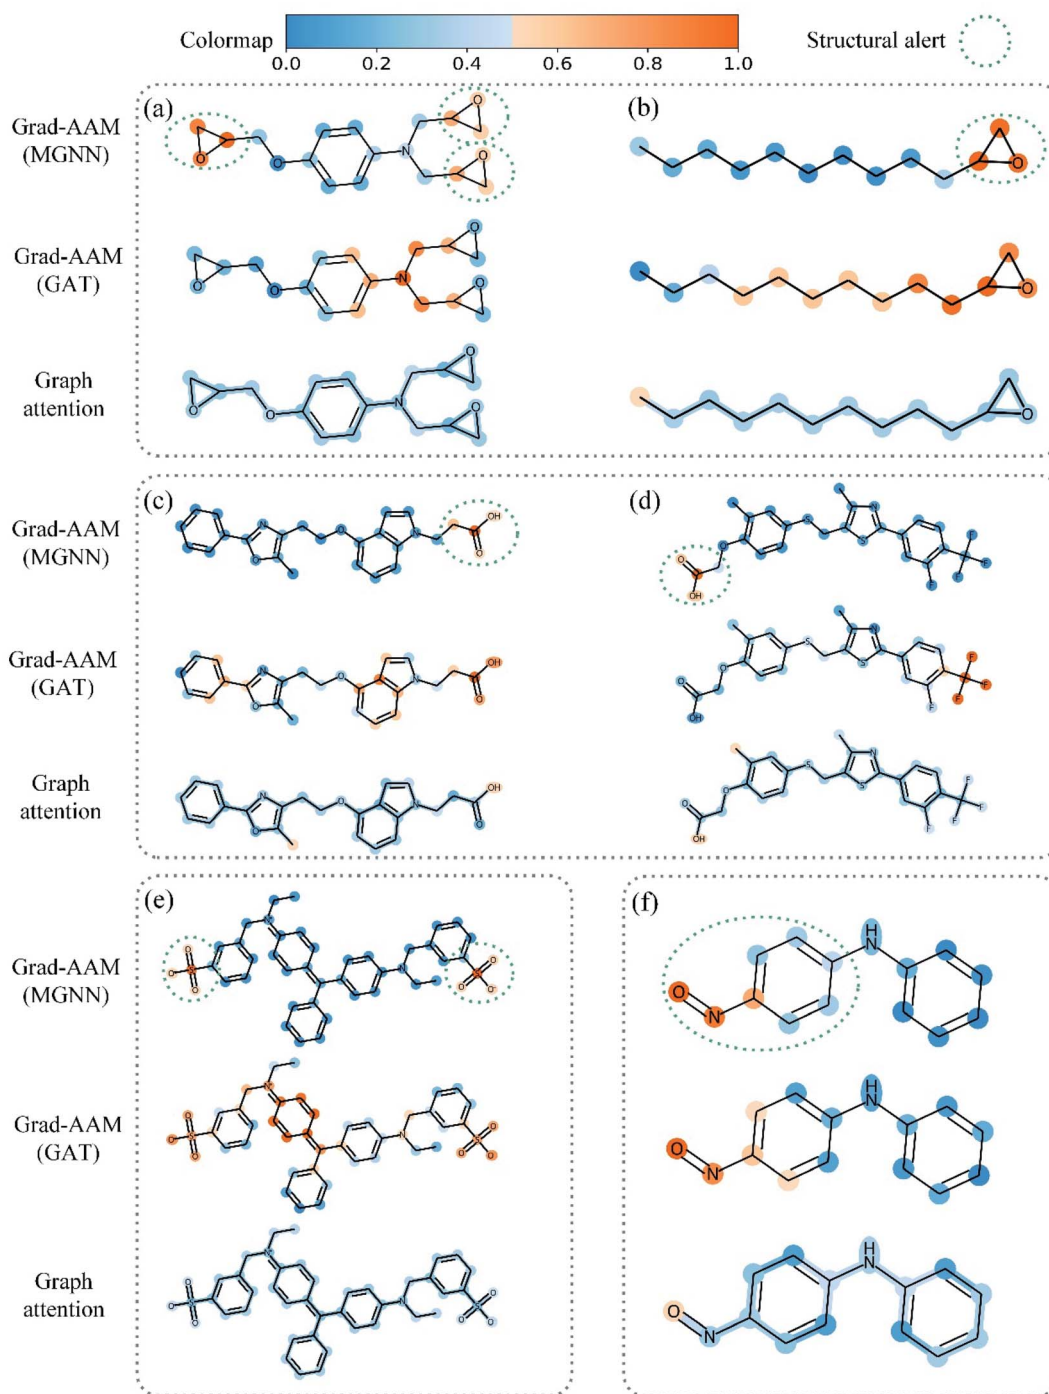 Colormap
0.0 0.2 0.4 0.6 0.8 1.0
Structural alert
(a)
(b)
Grad-AAM
(MGNN)
O O N O O
O
Grad-AAM
(GAT)
O O N O O
O
Graph
attention
O O N O O
O
(c)
(d)
Grad-AAM
(MGNN)
N O O N OH O
O OH O S S N F F F F
Grad-AAM
(GAT)
N O O N OH O
O OH O S S N F F F F
Graph
attention
N O O N OH O
O OH O S S N F F F F
(e)
(f)
Grad-AAM
(MGNN)
O O- S O N+ N O S O O-
O N H N
Grad-AAM
(GAT)
O O- S O N+ N O S O O-
O N H N
Graph
attention
O O- S O N+ N O S O O-
O N H N